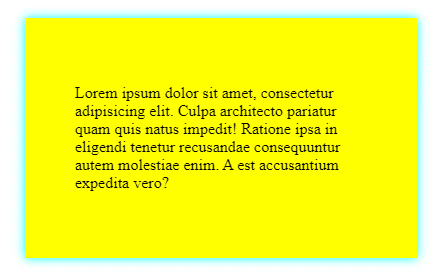 Lorem ipsum dolor sit amet, consectetur
adipisicing elit. Culpa architecto pariatur
quam quis natus impedit! Ratione ipsa in
eligendi tenetur recusandae consequuntur
autem molestiae enim. A est accusantium
expedita vero?